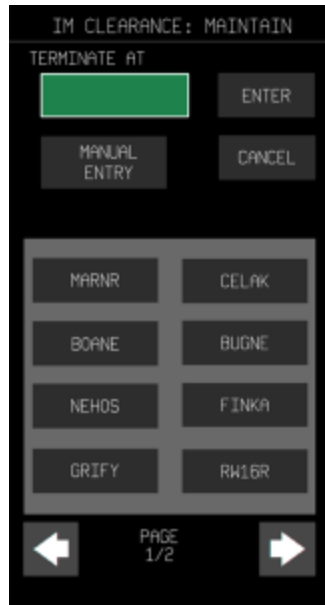 IM CLEARANCE: MAINTAIN
TERMINATE AT
ENTER
MANUAL
ENTRY
CANCEL
MARNR
CELAK
BOANE
BUGNE
NEHOS
FINKA
GRIFY
RW16R
PAGE
1/2